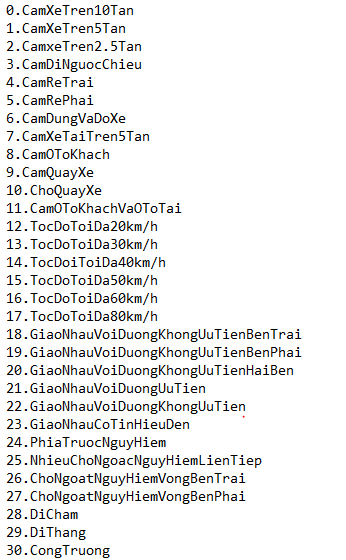 0.CamXeTren10Tan
1.CamXeTren5Tan
2.CamxeTren2.5Tan
3.CamDiNguocChieu
4.CamReTrai
5.CamRePhai
6.CamDungVaDoXe
7.CamXeTaiTren5Tan
8.CamOToKhach
9.CamQuayXe
10.ChoQuayXe
11.CamOToKhachVaOToTai
12.TocDoToiDa20km/h
13.TocDoToiDa30km/h
14.TocDoiToiDa40km/h
15.TocDoToiDa50km/h
16.TocDoToiDa60km/h
17.TocDoToiDa80km/h
18.GiaoNhauVoiDuongKhongUuTienBenTrai
19.GiaoNhauVoiDuongKhongUuTienBenPhai
20.GiaoNhauVoiDuongKhongUuTienHaiBen
21.GiaoNhauVoiDuongUuTien
22.GiaoNhauVoiDuongKhongUuTien
23.GiaoNhauCoTinHieuDen
24.PhiaTruocNguyHiem
25.NhieuChoNgoacNguyHiemLienTiep
26.ChoNgoatNguyHiemVongBenTrai
27.ChoNgoatNguyHiemVongBenPhai
28.DiCham
29.DiThang
30.CongTruong